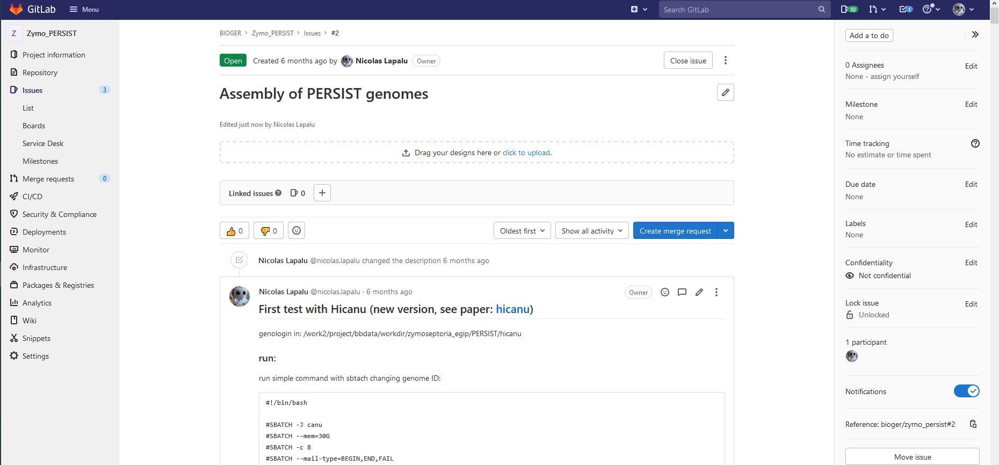 GitLab
Menu
Search GitLab
10
1
Z
Zymo_PERSIST
Project information
Repository
Issues
3
List
Boards
Service Desk
Milestones
Merge requests
0
CI/CD
Security & Compliance
Deployments
Monitor
Infrastructure
Packages & Registries
Analytics
Wiki
Snippets
Settings
BIOGER > Zymo_PERSIST > Issues > #2
Open Created 6 months ago by Nicolas Lapalu Owner
Close issue
Assembly of PERSIST genomes
Edited just now by Nicolas Lapalu
Drag your designs here or click to upload.
Linked issues 0
0 0
Oldest first Show all activity Create merge request
Nicolas Lapalu @nicolas.lapalu changed the description 6 months ago
Nicolas Lapalu @nicolas.lapalu · 6 months ago
Owner
First test with Hicanu (new version, see paper: hicanu)
genologin in: /work2/project/bbdata/workdir/zymoseptoria_egip/PERSIST/hicanu
run:
run simple command with sbtach changing genome ID:
#!/bin/bash
#SBATCH -J canu
#SBATCH --mem=30G
#SBATCH -c 8
#SBATCH --mail-type=BEGIN,END,FAIL
Add a to do
0 Assignees
Edit
None - assign yourself
Milestone
Edit
None
Time tracking
No estimate or time spent
Due date
Edit
None
Labels
Edit
None
Confidentiality
Edit
Not confidential
Lock issue
Edit
Unlocked
1 participant
Notifications
Reference: bioger/zymo_persist#2
Move issue